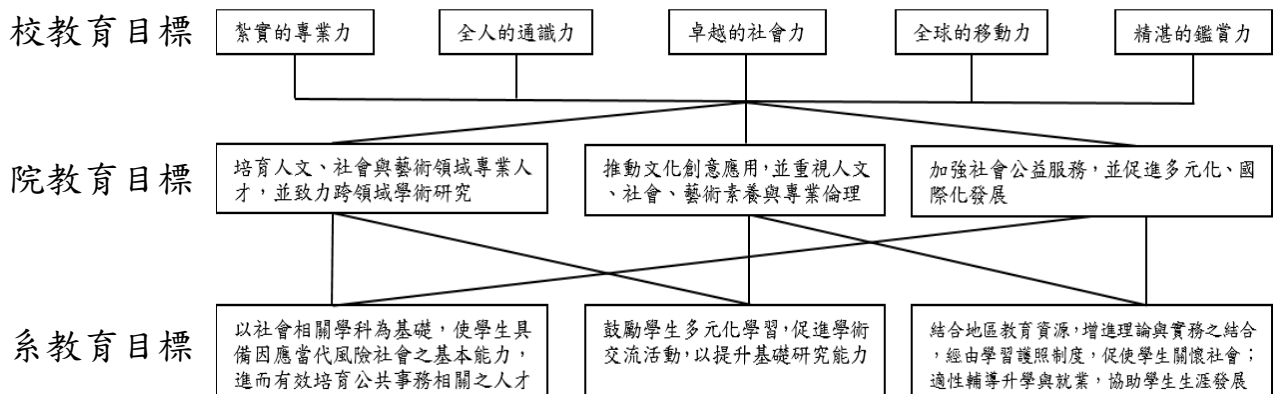 校教育目標
紮實的專業力
全人的通識力
卓越的社會力
全球的移動力
精湛的鑑賞力
院教育目標
培育人文、社會與藝術領域專業人
才，並致力跨領域學術研究
推動文化創意應用，並重視人文
、社會、藝術素養與專業倫理
加強社會公益服務，並促進多元化、國
際化發展
系教育目標
以社會相關學科為基礎，使學生具
備因應當代風險社會之基本能力，
進而有效培育公共事務相關之人才
鼓勵學生多元化學習，促進學術
交流活動，以提升基礎研究能力
結合地區教育資源，增進理論與實務之結合
，經由學習護照制度，促使學生關懷社會；
適性輔導升學與就業，協助學生生涯發展